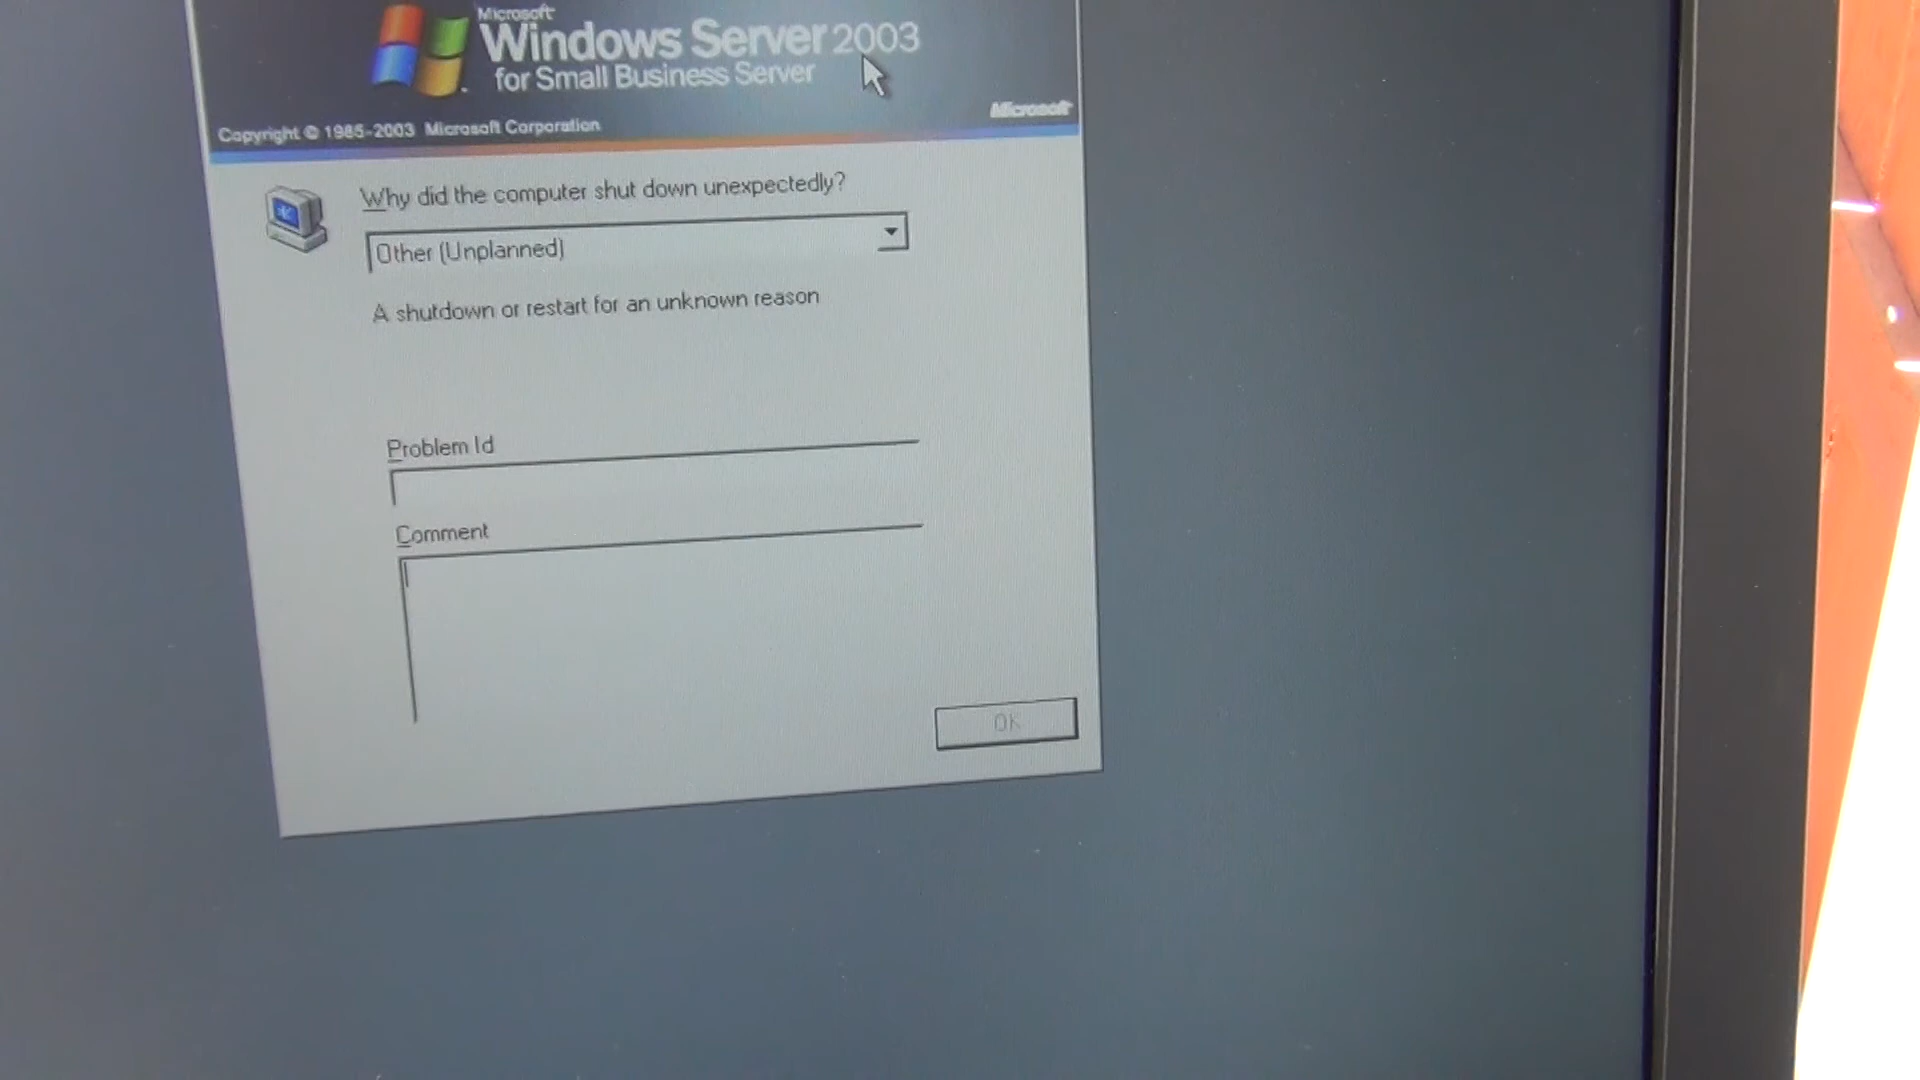 Microsoft
Windows Server 2003
for Small Business Server
Microsoft
Copyright © 1985-2003 Microsoft Corporation
Why did the computer shut down unexpectedly?
Other (Unplanned)
A shutdown or restart for an unknown reason
Problem Id
Comment
OK